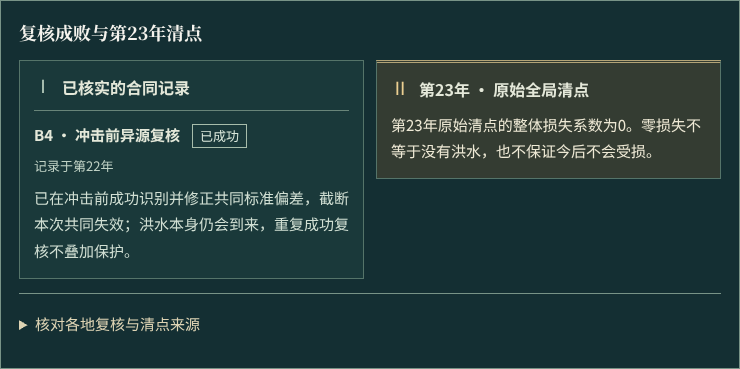 复核成败与第23年清点
I 已核实的合同记录
B4 · 冲击前异源复核 已成功
记录于第22年
已在冲击前成功识别并修正共同标准偏差，截断
本次共同失效；洪水本身仍会到来，重复成功复
核不叠加保护。
II 第23年 · 原始全局清点
第23年原始清点的整体损失系数为0。零损失不
等于没有洪水，也不保证今后不会受损。
▶ 核对各地复核与清点来源